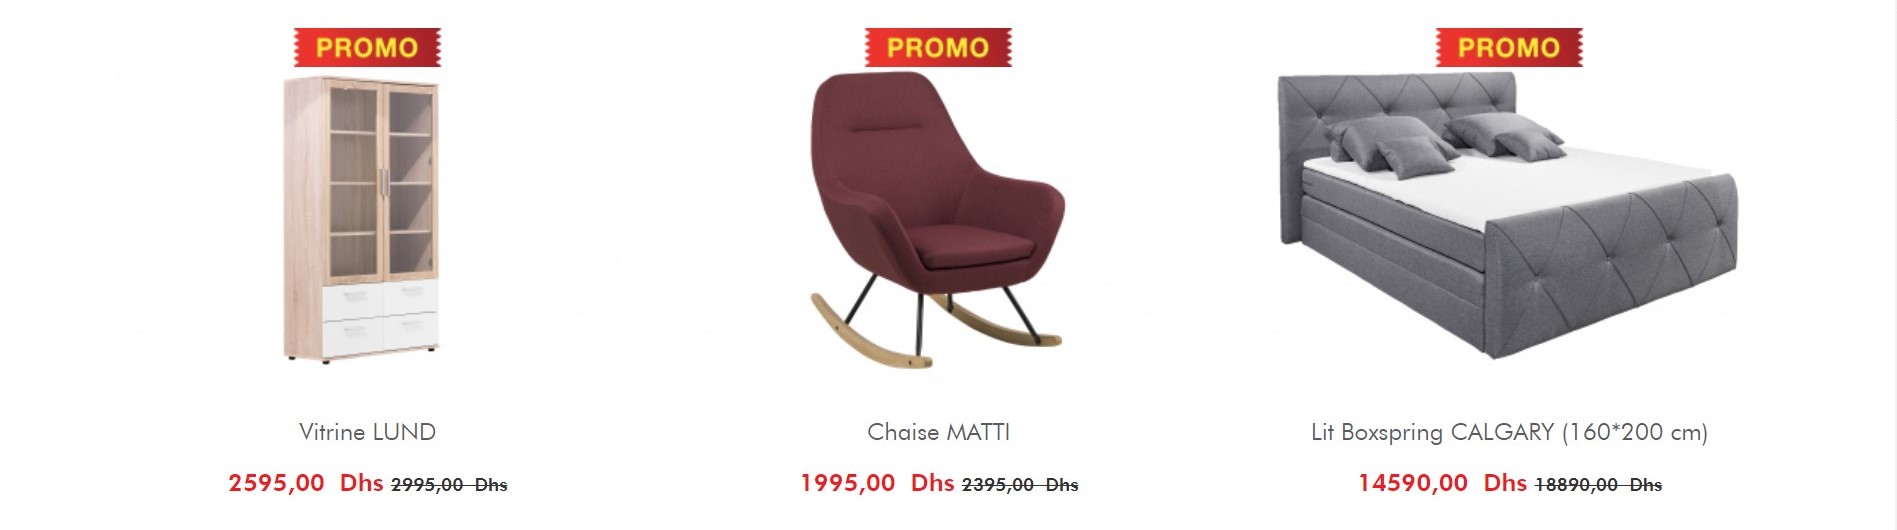 PROMO
PROMO
PROMO
Vitrine LUND
Chaise MATTI
Lit Boxspring CALGARY (160*200 cm)
2595,00 Dhs 2995,00 Dhs
1995,00 Dhs 2395,00 Dhs
14590,00 Dhs 18890,00 Dhs